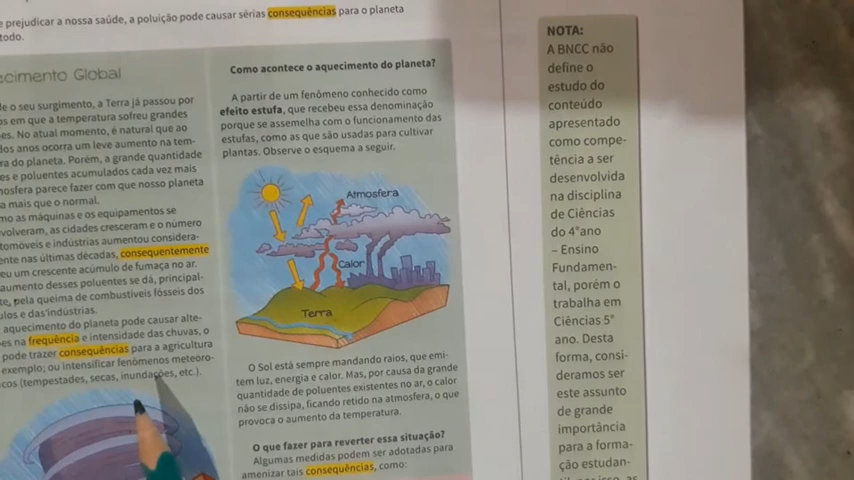 e prejudicar a nossa saúde, a poluição pode causar sérias consequências para o planeta
todo.
ecimento Global
e o seu surgimento, a Terra já passou por
os em que a temperatura sofreu grandes
es. No atual momento, é natural que ao
dos anos ocorra um leve aumento na tem-
ra do planeta. Porém, a grande quantidade
es e poluentes acumulados cada vez mais
mosfera parece fazer com que nosso planeta
a mais que o normal.
mo as máquinas e os equipamentos se
volveram, as cidades cresceram e o número
tomóveis e indústrias aumentou considera-
ente nas últimas décadas, consequentemente
eu um crescente acúmulo de fumaça no ar.
aumento desses poluentes se dá, principal-
te, pela queima de combustíveis fósseis dos
ulos e das indústrias.
aquecimento do planeta pode causar alte-
es na frequência e intensidade das chuvas, o
pode trazer consequências para a agricultura
exemplo; ou intensificar fenômenos meteoro-
cos (tempestades, secas, inundações, etc.).
Como acontece o aquecimento do planeta?
A partir de um fenômeno conhecido como
efeito estufa, que recebeu essa denominação
porque se assemelha com o funcionamento das
estufas, como as que são usadas para cultivar
plantas. Observe o esquema a seguir.
Atmosfera
Calor
Terra
O Sol está sempre mandando raios, que emi-
tem luz, energia e calor. Mas, por causa da grande
quantidade de poluentes existentes no ar, o calor
não se dissipa, ficando retido na atmosfera, o que
provoca o aumento da temperatura.
O que fazer para reverter essa situação?
Algumas medidas podem ser adotadas para
amenizar tais consequências, como:
NOTA:
A BNCC não
define o
estudo do
conteúdo
apresentado
como compe-
tência a ser
desenvolvida
na disciplina
de Ciências
do 4°ano
– Ensino
Fundamen-
tal, porém o
trabalha em
Ciências 5°
ano. Desta
forma, consi-
deramos ser
este assunto
de grande
importância
para a forma-
ção estudan-